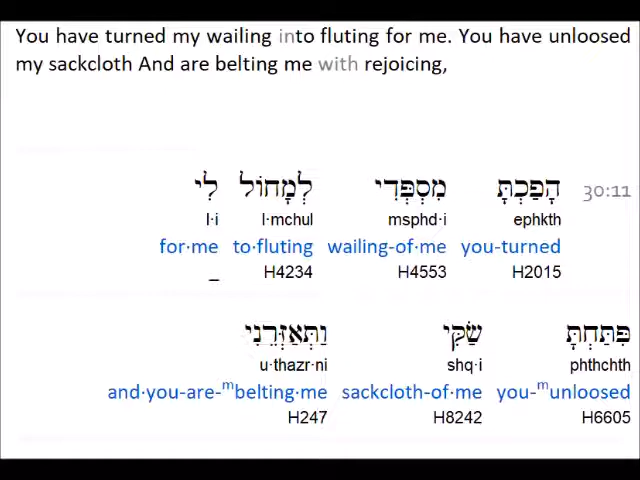 You have turned my wailing into fluting for me. You have unloosed
my sackcloth And are belting me with rejoicing,
30:11 הָפַכְתָּ מִסְפְּדִי לְמָחוֹל לִי
l·i l·mchul msphd·i ephkth
for·me to·fluting wailing-of·me you-turned
_ H4234 H4553 H2015
פִּתַּחְתָּ שַׂקִּי וַתְּאַזְּרֵנִי
u·thazr·ni shq·i phthchth
and·you-are-ᵐbelting·me sackcloth-of·me you-ᵐunloosed
H247 H8242 H6605